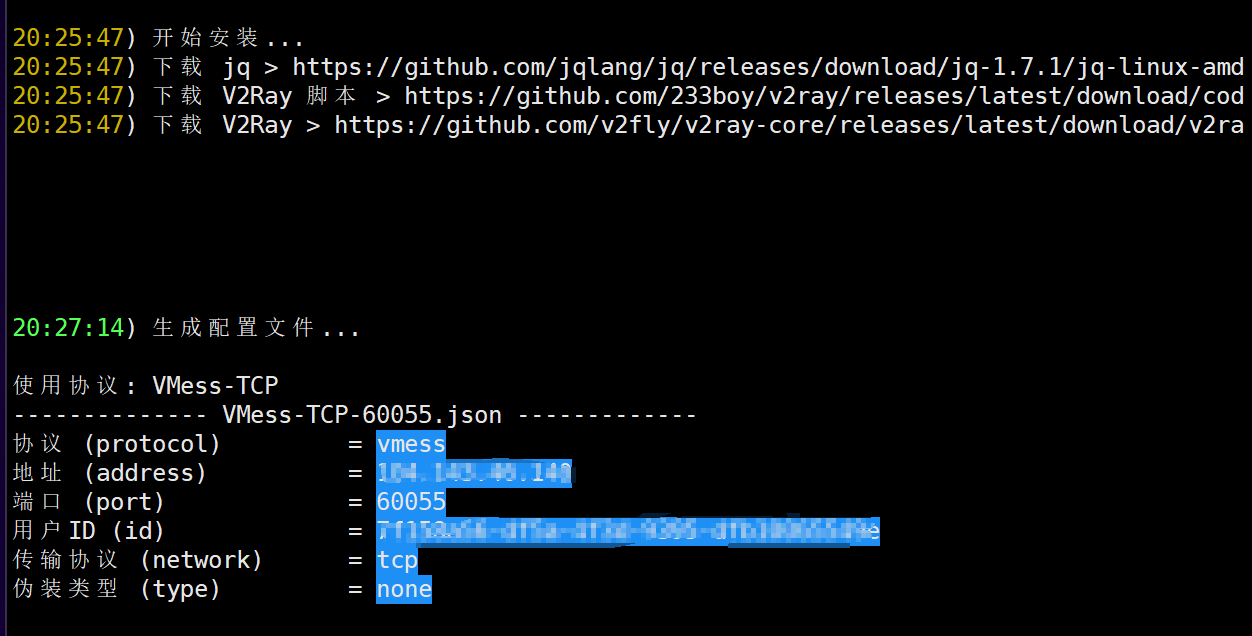 20:25:47) 开始安装...
20:25:47) 下载 jq > https://github.com/jqlang/jq/releases/download/jq-1.7.1/jq-linux-amd
20:25:47) 下载 V2Ray 脚本 > https://github.com/233boy/v2ray/releases/latest/download/cod
20:25:47) 下载 V2Ray > https://github.com/v2fly/v2ray-core/releases/latest/download/v2ra
20:27:14) 生成配置文件...
使用协议: VMess-TCP
-------------- VMess-TCP-60055.json -------------
协议 (protocol) = vmess
地址 (address) =
端口 (port) = 60055
用户ID (id) =
传输协议 (network) = tcp
伪装类型 (type) = none